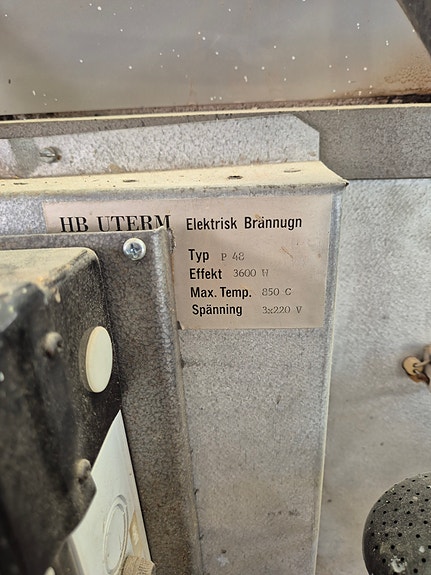 HB UTERM Elektrisk Brännugn
Typ P 48
Effekt 3600 W
Max. Temp. 850 C
Spänning 3x220 V